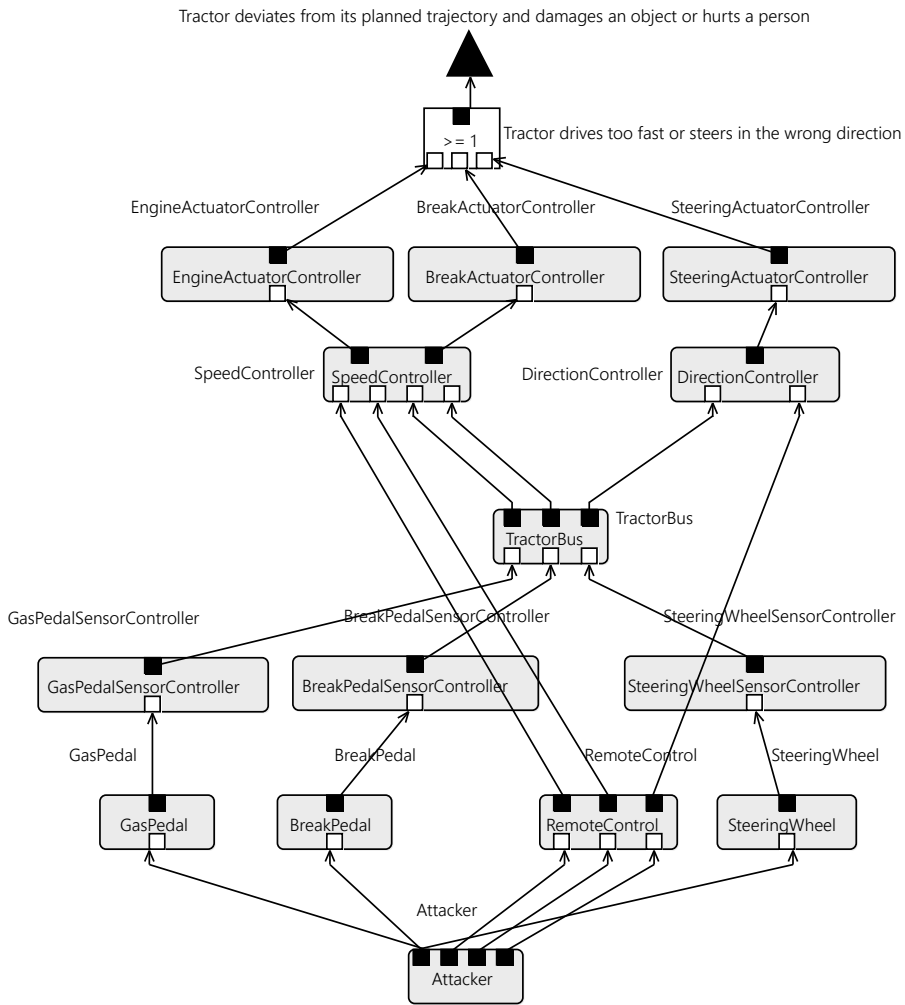 Tractor deviates from its planned trajectory and damages an object or hurts a person
>= 1
Tractor drives too fast or steers in the wrong direction
EngineActuatorController
BreakActuatorController
SteeringActuatorController
EngineActuatorController
BreakActuatorController
SteeringActuatorController
SpeedController
SpeedController
DirectionController
DirectionController
TractorBus
TractorBus
GasPedalSensorController
BreakPedalSensorController
SteeringWheelSensorController
GasPedalSensorController
BreakPedalSensorController
SteeringWheelSensorController
GasPedal
BreakPedal
RemoteControl
SteeringWheel
GasPedal
BreakPedal
RemoteControl
SteeringWheel
Attacker
Attacker